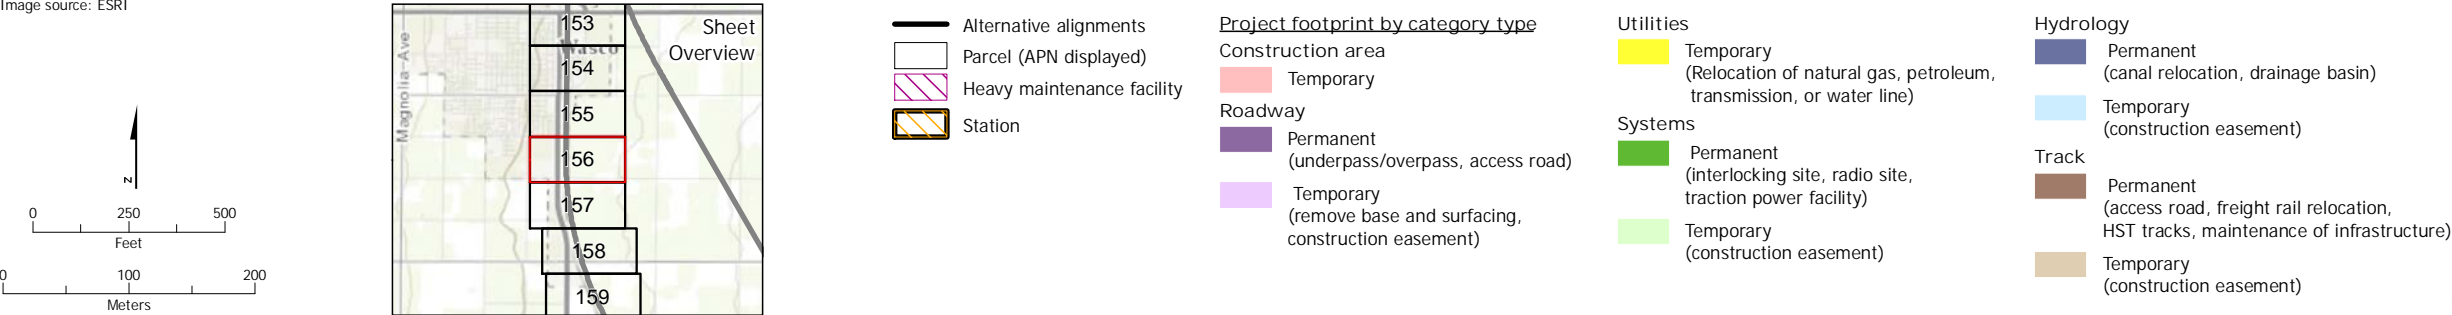 Image source: ESRI
N
0 250 500
Feet
0 100 200
Meters
Sheet
Overview
Magnolia Ave
Wasco
153
154
155
156
157
158
159
Alternative alignments
Parcel (APN displayed)
Heavy maintenance facility
Station
Project footprint by category type
Construction area
Temporary
Roadway
Permanent
(underpass/overpass, access road)
Temporary
(remove base and surfacing,
construction easement)
Utilities
Temporary
(Relocation of natural gas, petroleum,
transmission, or water line)
Systems
Permanent
(interlocking site, radio site,
traction power facility)
Temporary
(construction easement)
Hydrology
Permanent
(canal relocation, drainage basin)
Temporary
(construction easement)
Track
Permanent
(access road, freight rail relocation,
HST tracks, maintenance of infrastructure)
Temporary
(construction easement)